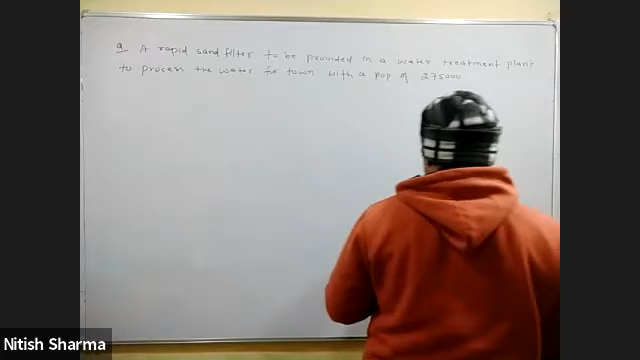 Q A rapid sand filter to be provided in a water treatment plant
to process the water for town with a pop of 275000
Nitish Sharma